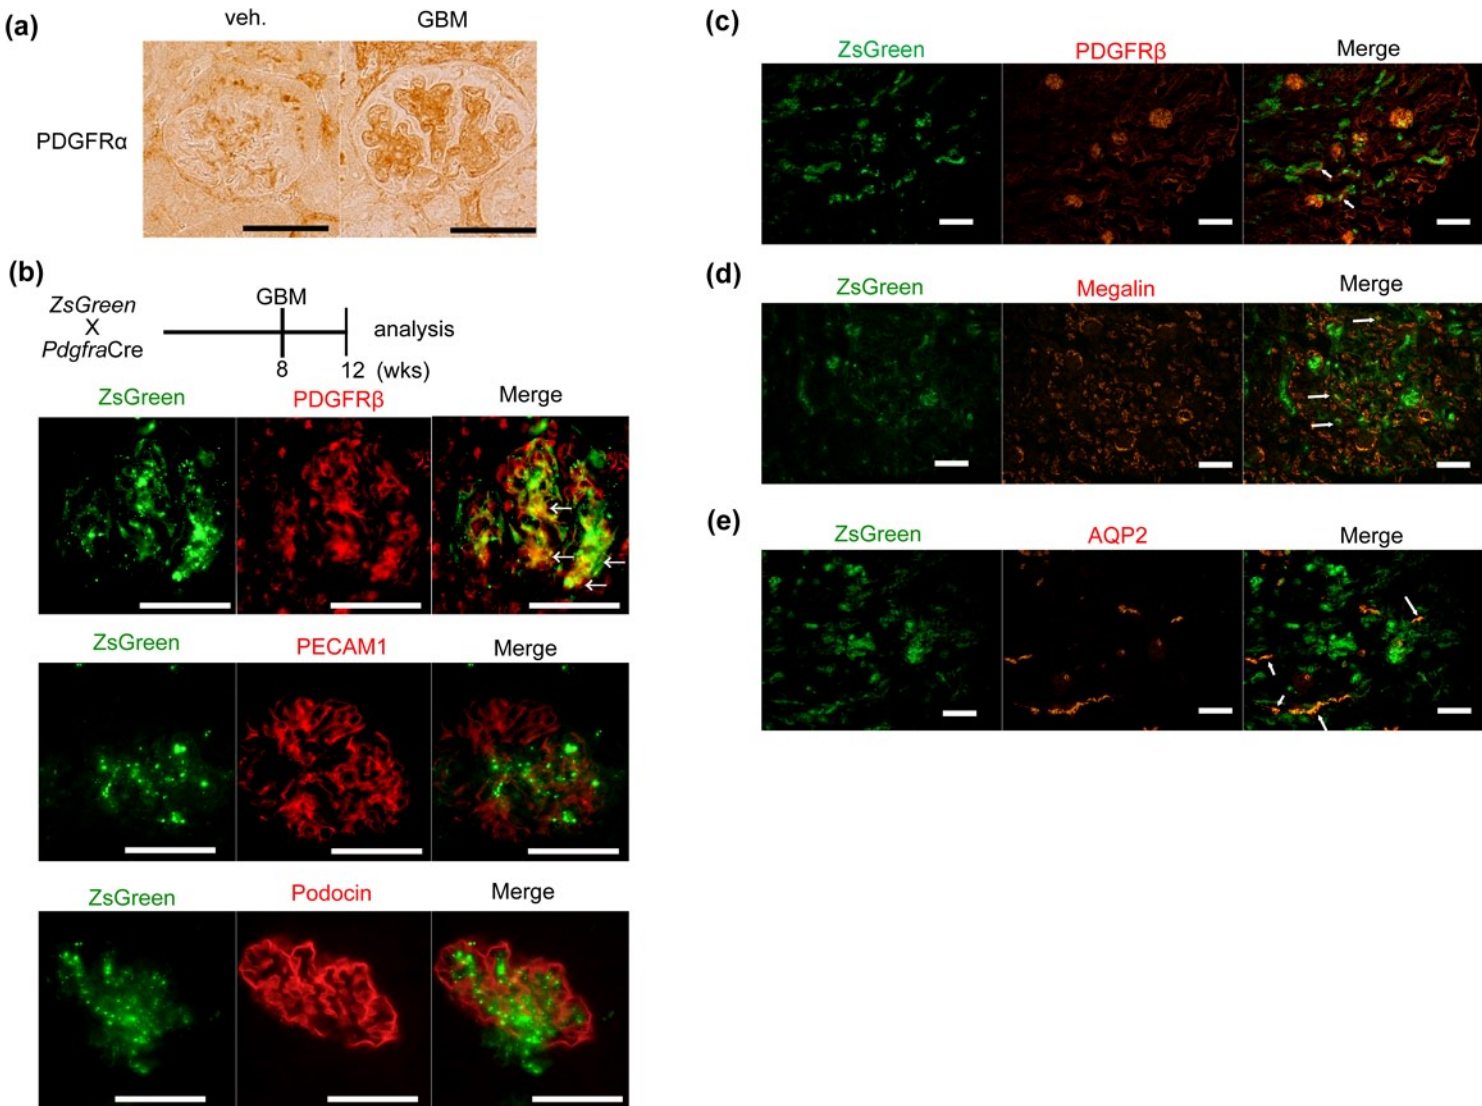 (a)
veh. GBM
PDGFRα
(b)
ZsGreen
X
PdgfraCre
GBM
analysis
8 12 (wks)
ZsGreen PDGFRβ Merge
ZsGreen PECAM1 Merge
ZsGreen Podocin Merge
(c)
ZsGreen PDGFRβ Merge
(d)
ZsGreen Megalin Merge
(e)
ZsGreen AQP2 Merge